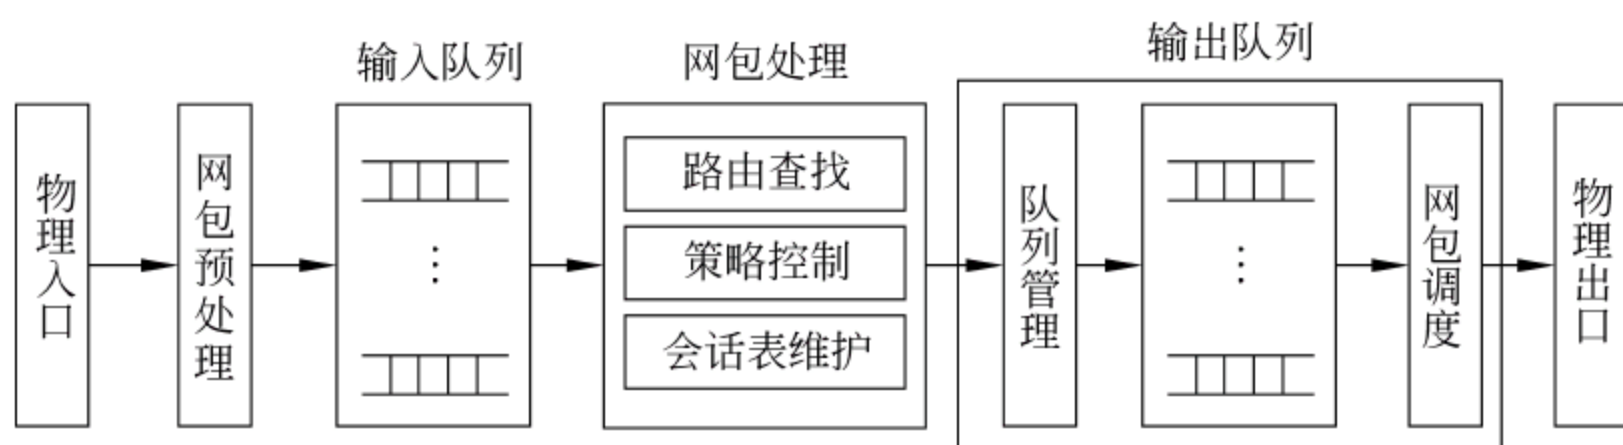 输入队列
网包处理
输出队列
物理入口
网包预处理
路由查找
策略控制
会话表维护
队列管理
网包调度
物理出口